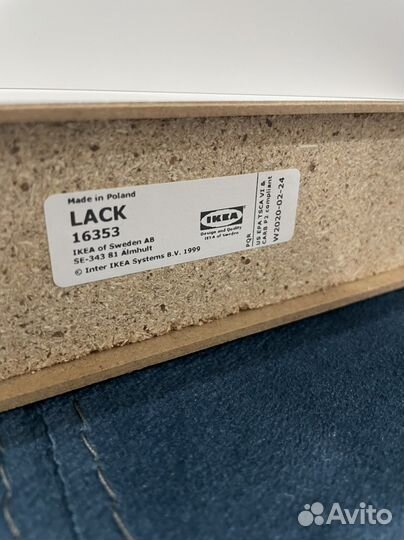 Made in Poland
LACK
16353
IKEA of Sweden AB
SE-343 81 Älmhult
© Inter IKEA Systems B.V. 1999
IKEA
Design and Quality
IKEA of Sweden
PQR
US EPA TSCA VI &
CARB P2 compliant
W2020-02-24
Avito